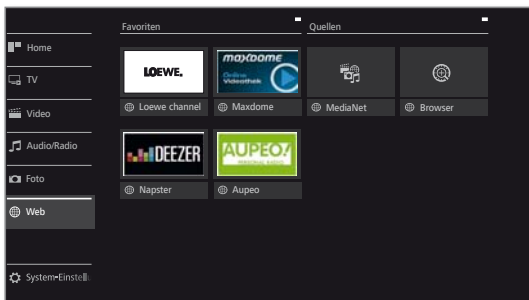 Favoriten
Quellen
Home
TV
Video
Audio/Radio
Foto
Web
System-Einstellu
LOEWE.
maxdome
Online
Videothek
Loewe channel
Maxdome
MediaNet
Browser
DEEZER
AUPEO!
PERSONAL RADIO
Napster
Aupeo